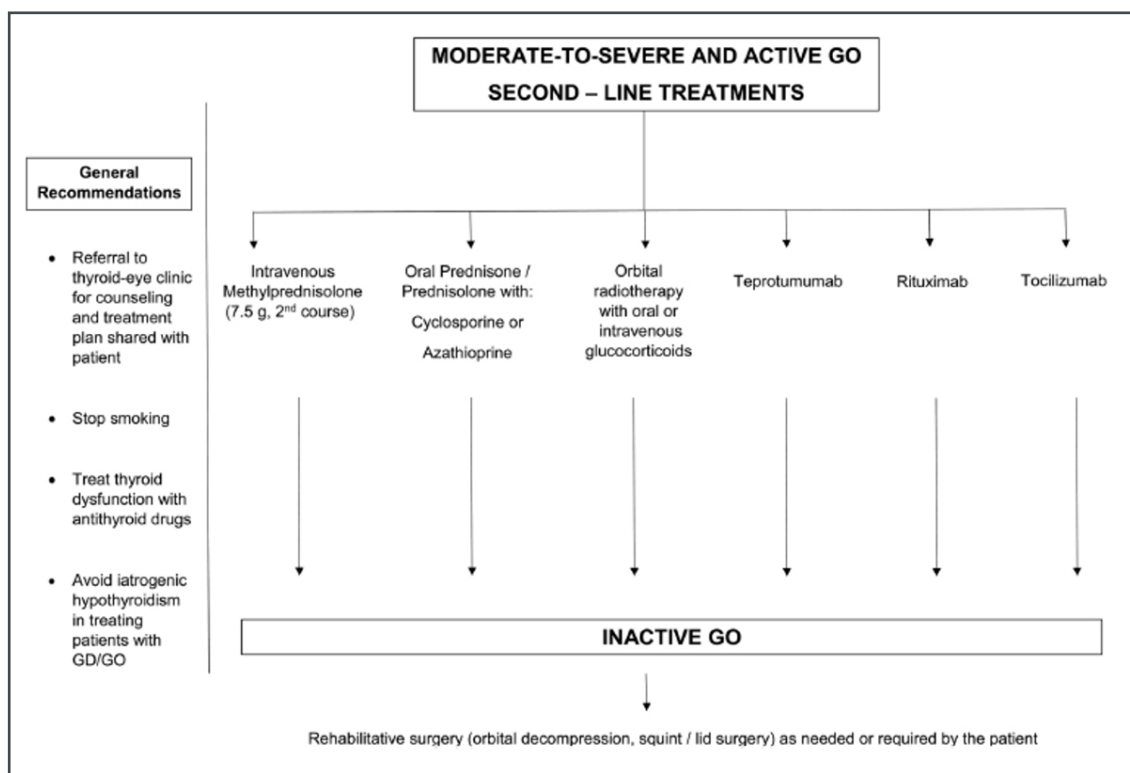 MODERATE-TO-SEVERE AND ACTIVE GO
SECOND – LINE TREATMENTS
General
Recommendations
• Referral to
thyroid-eye clinic
for counseling
and treatment
plan shared with
patient
• Stop smoking
• Treat thyroid
dysfunction with
antithyroid drugs
• Avoid iatrogenic
hypothyroidism
in treating
patients with
GD/GO
Intravenous
Methylprednisolone
(7.5 g, 2nd course)
Oral Prednisone /
Prednisolone with:
Cyclosporine or
Azathioprine
Orbital
radiotherapy
with oral or
intravenous
glucocorticoids
Teprotumumab
Rituximab
Tocilizumab
INACTIVE GO
Rehabilitative surgery (orbital decompression, squint / lid surgery) as needed or required by the patient